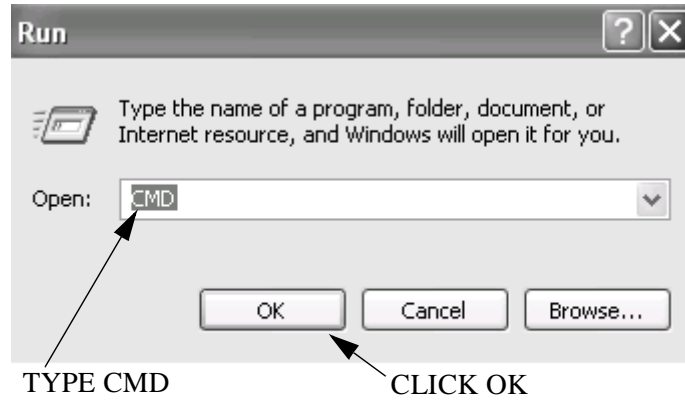 Run
Type the name of a program, folder, document, or
Internet resource, and Windows will open it for you.
Open: CMD
OK Cancel Browse...
TYPE CMD CLICK OK